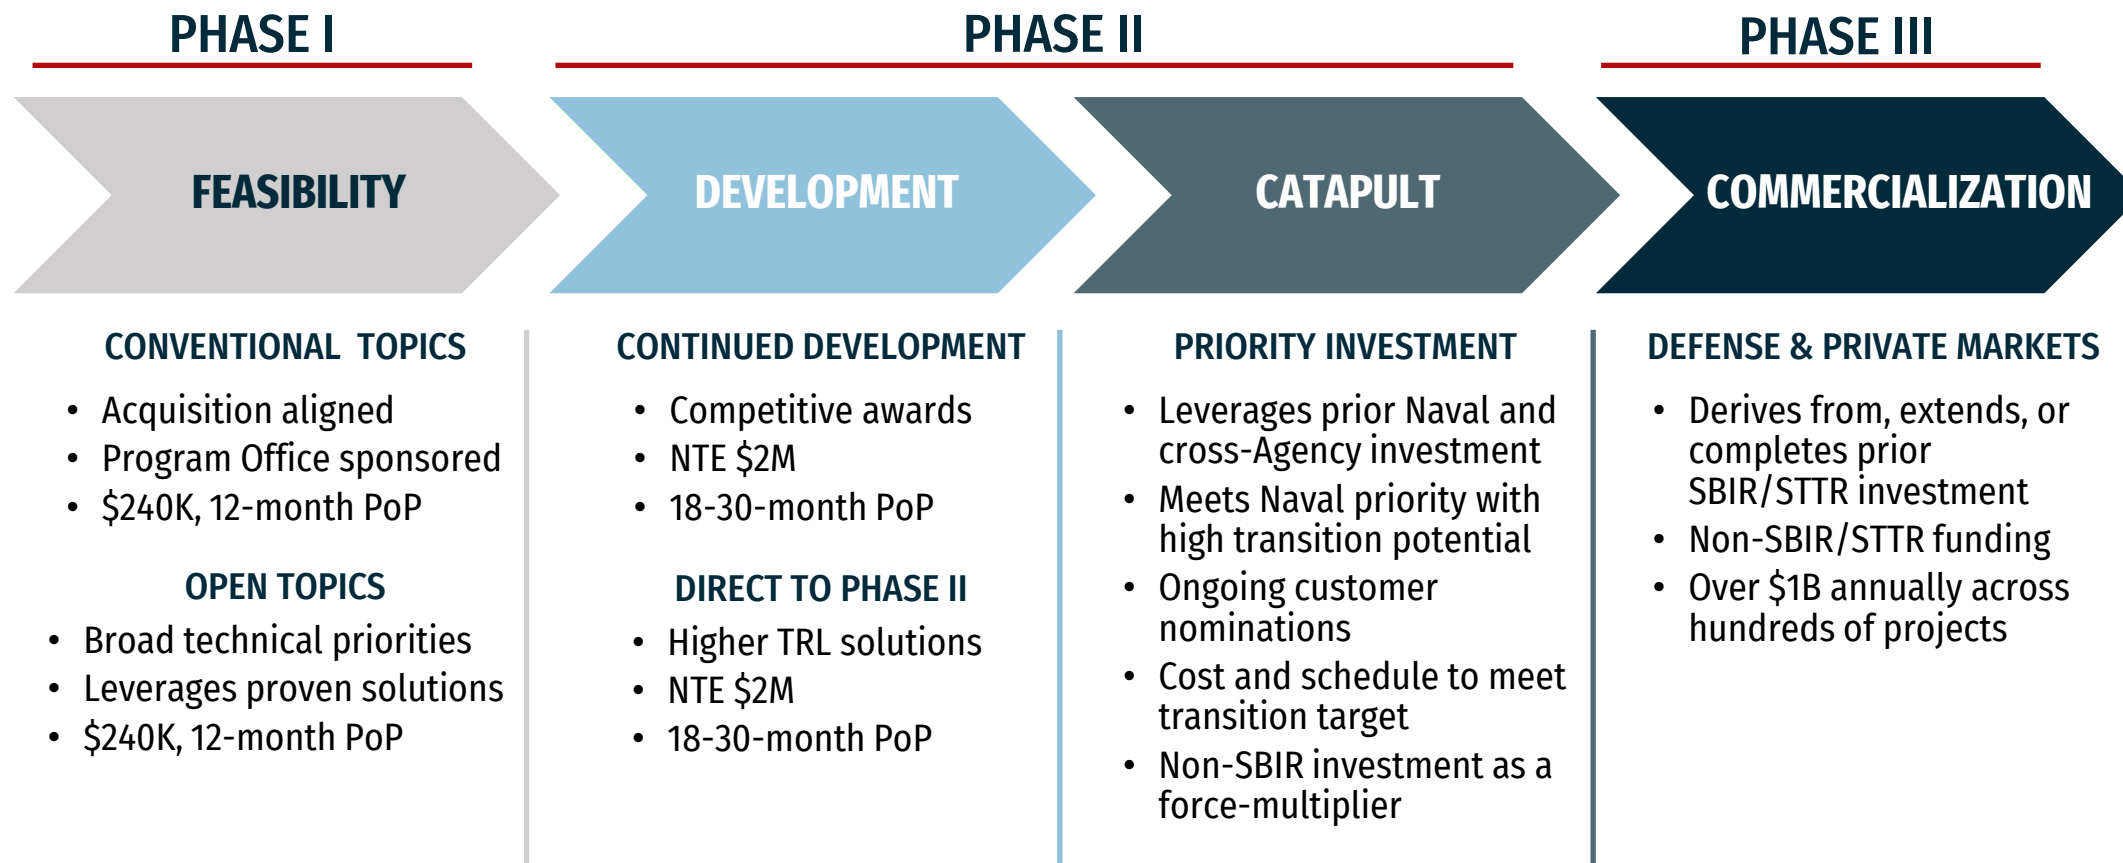 PHASE I
PHASE II
PHASE III
FEASIBILITY
DEVELOPMENT
CATAPULT
COMMERCIALIZATION
CONVENTIONAL TOPICS
• Acquisition aligned
• Program Office sponsored
• $240K, 12-month PoP
OPEN TOPICS
• Broad technical priorities
• Leverages proven solutions
• $240K, 12-month PoP
CONTINUED DEVELOPMENT
• Competitive awards
• NTE $2M
• 18-30-month PoP
DIRECT TO PHASE II
• Higher TRL solutions
• NTE $2M
• 18-30-month PoP
PRIORITY INVESTMENT
• Leverages prior Naval and
cross-Agency investment
• Meets Naval priority with
high transition potential
• Ongoing customer
nominations
• Cost and schedule to meet
transition target
• Non-SBIR investment as a
force-multiplier
DEFENSE & PRIVATE MARKETS
• Derives from, extends, or
completes prior
SBIR/STTR investment
• Non-SBIR/STTR funding
• Over $1B annually across
hundreds of projects